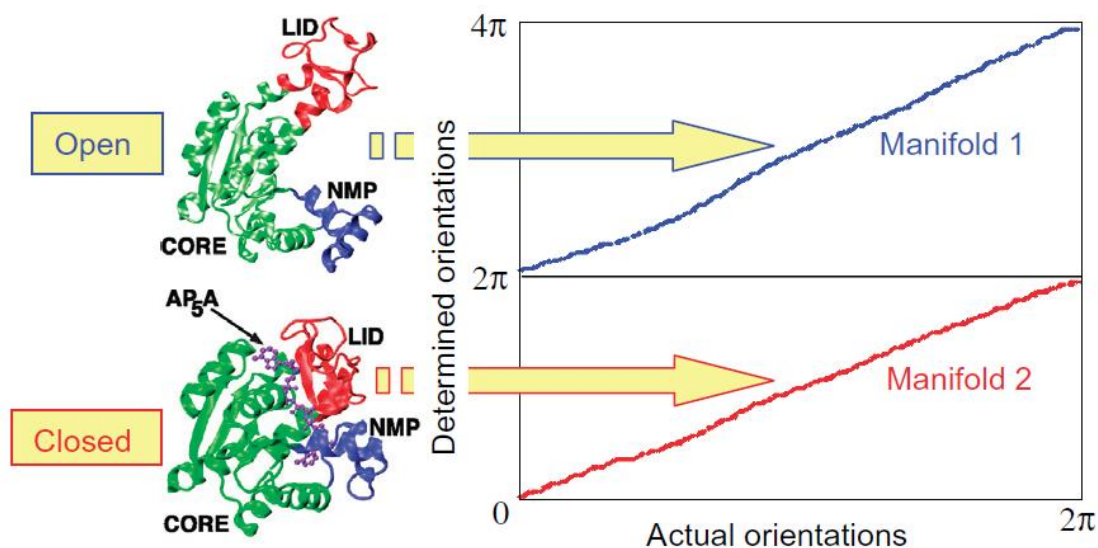 LID
Open
NMP
CORE
AP5A
LID
Closed
NMP
CORE
Determined orientations
4π
Manifold 1
2π
Manifold 2
0
2π
Actual orientations